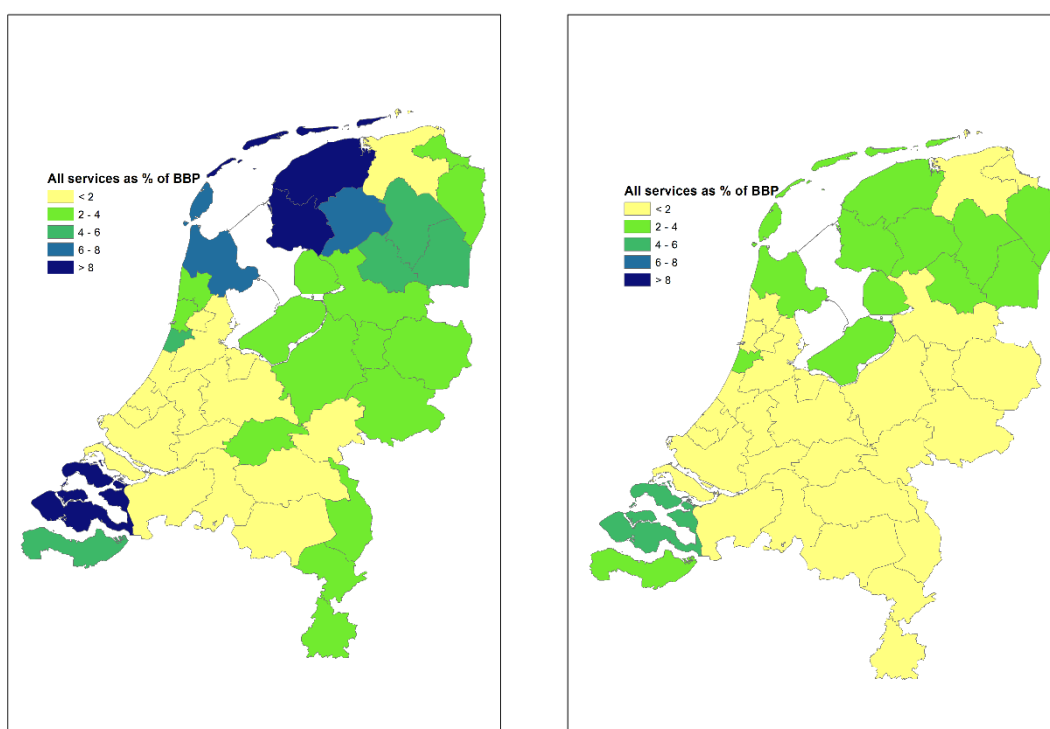 All services as % of BBP
< 2
2 - 4
4 - 6
6 - 8
> 8
All services as % of BBP
< 2
2 - 4
4 - 6
6 - 8
> 8